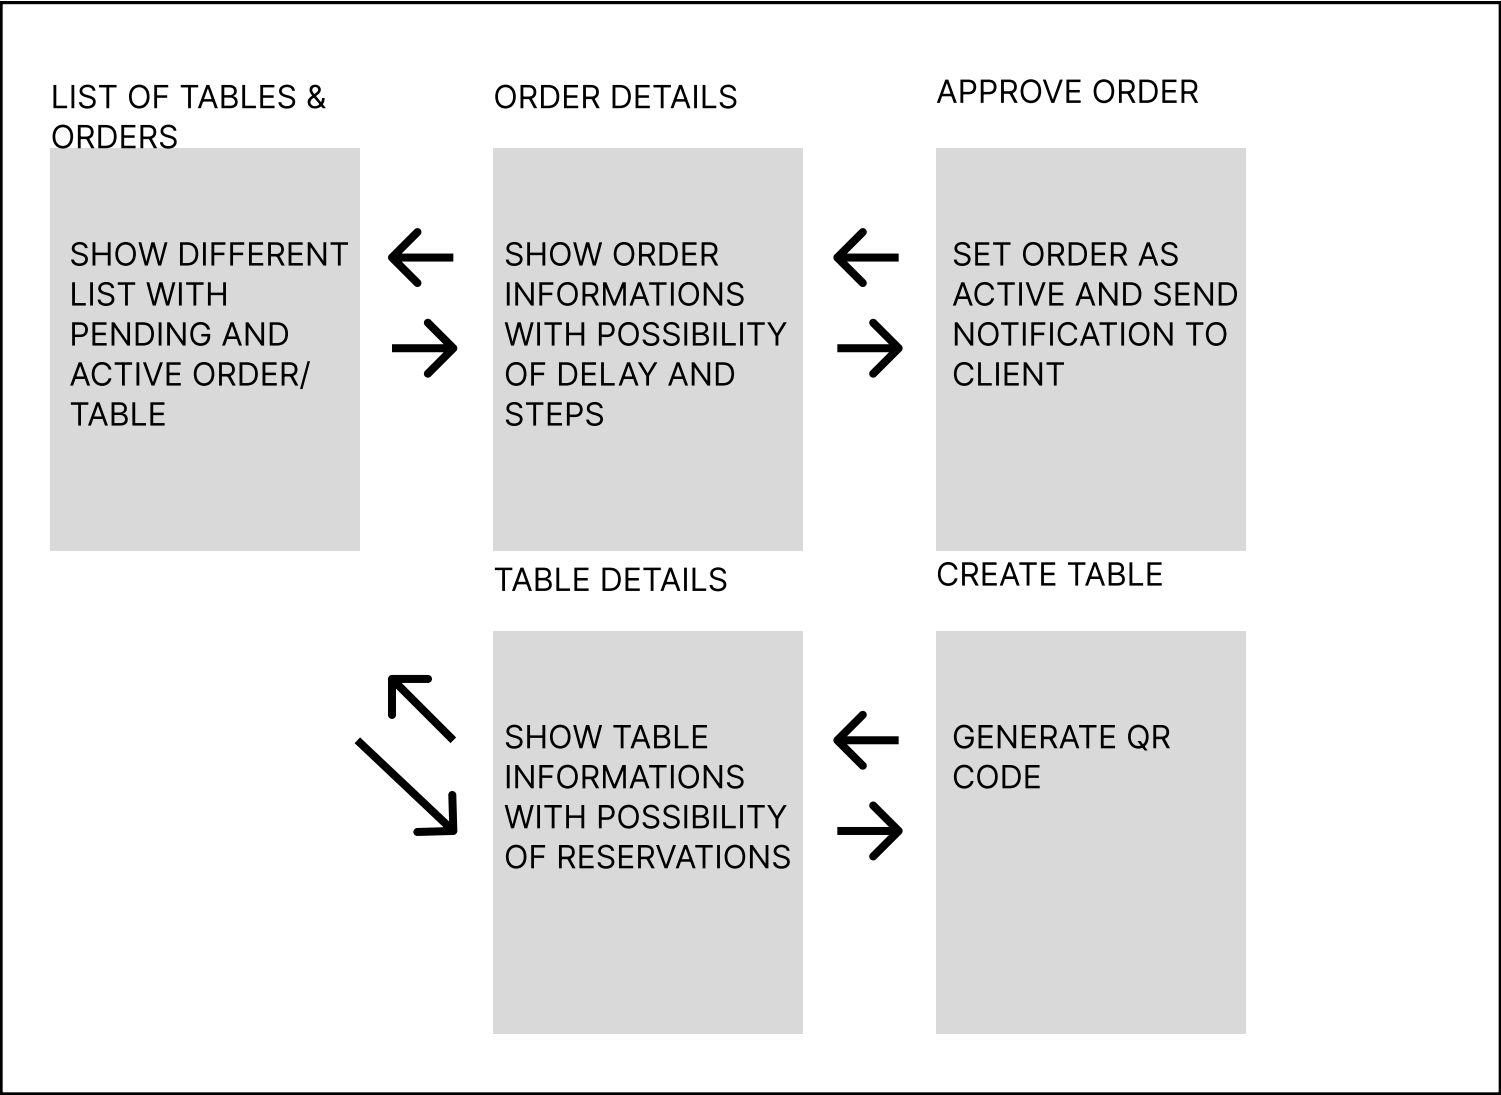 LIST OF TABLES &
ORDERS
SHOW DIFFERENT
LIST WITH
PENDING AND
ACTIVE ORDER/
TABLE
ORDER DETAILS
SHOW ORDER
INFORMATIONS
WITH POSSIBILITY
OF DELAY AND
STEPS
APPROVE ORDER
SET ORDER AS
ACTIVE AND SEND
NOTIFICATION TO
CLIENT
TABLE DETAILS
SHOW TABLE
INFORMATIONS
WITH POSSIBILITY
OF RESERVATIONS
CREATE TABLE
GENERATE QR
CODE